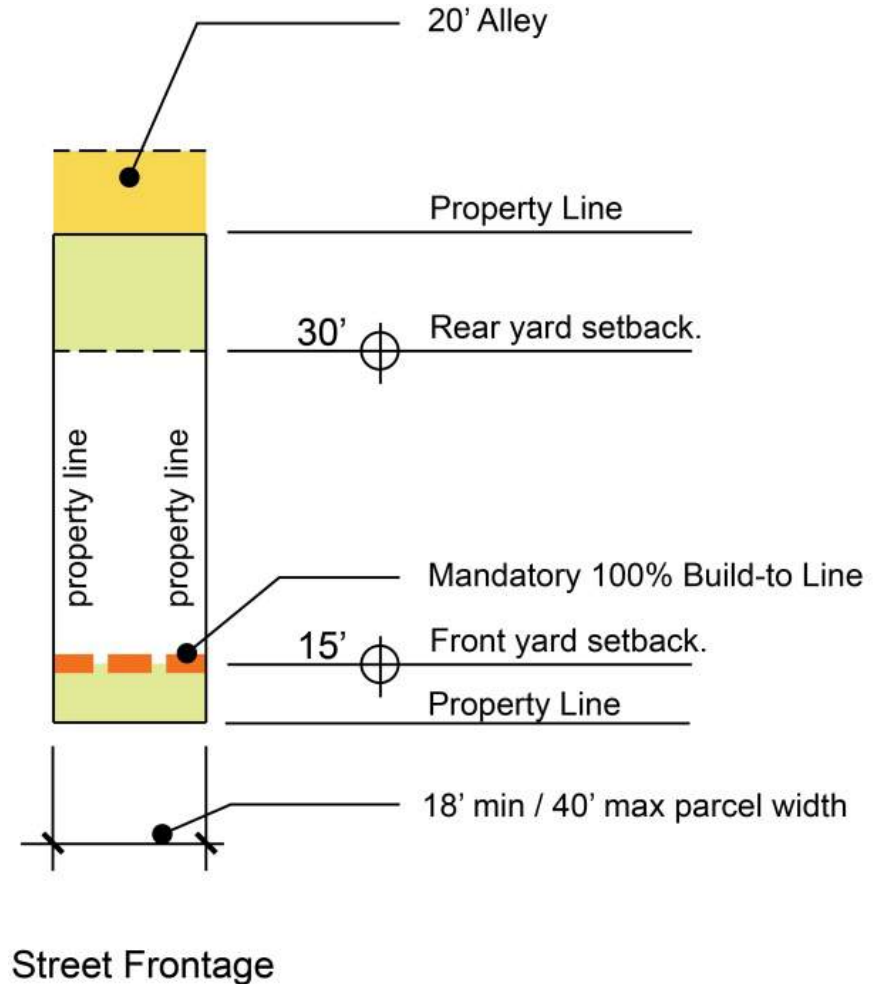 20’ Alley
Property Line
30’ Rear yard setback.
property line
property line
Mandatory 100% Build-to Line
15’ Front yard setback.
Property Line
18’ min / 40’ max parcel width
Street Frontage